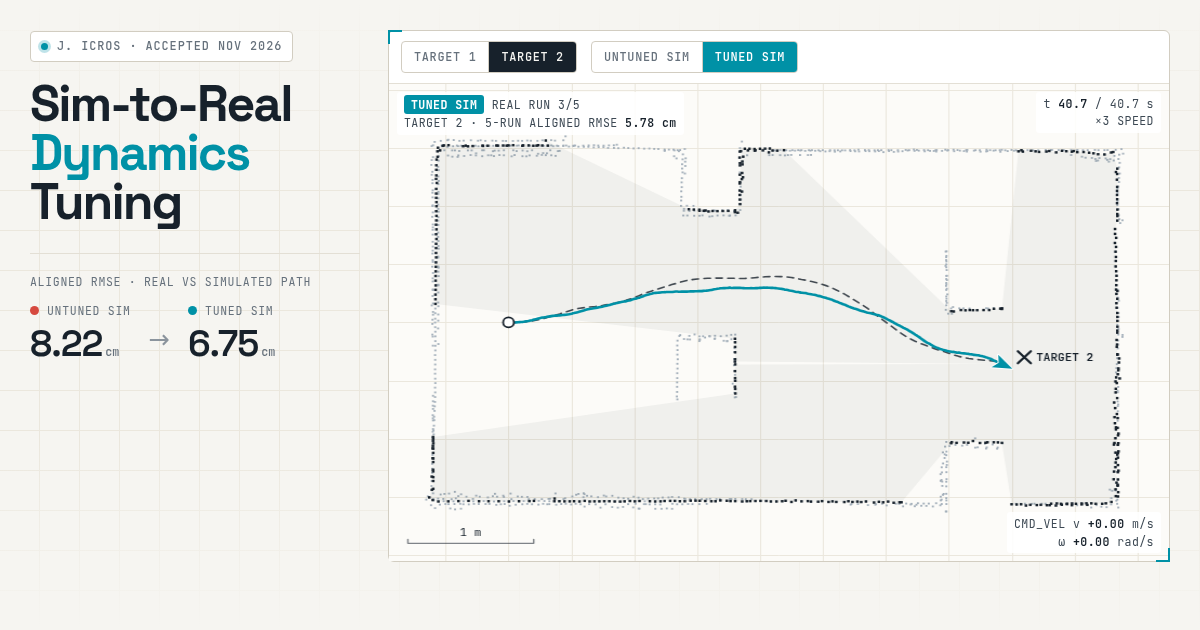 J. ICROS · ACCEPTED NOV 2026
Sim-to-Real
Dynamics
Tuning
ALIGNED RMSE · REAL VS SIMULATED PATH
UNTUNED SIM
8.22 cm
→
TUNED SIM
6.75 cm
TARGET 1 TARGET 2 UNTUNED SIM TUNED SIM
TUNED SIM REAL RUN 3/5
TARGET 2 · 5-RUN ALIGNED RMSE 5.78 cm
t 40.7 / 40.7 s
×3 SPEED
TARGET 2
1 m
CMD_VEL v +0.00 m/s
ω +0.00 rad/s